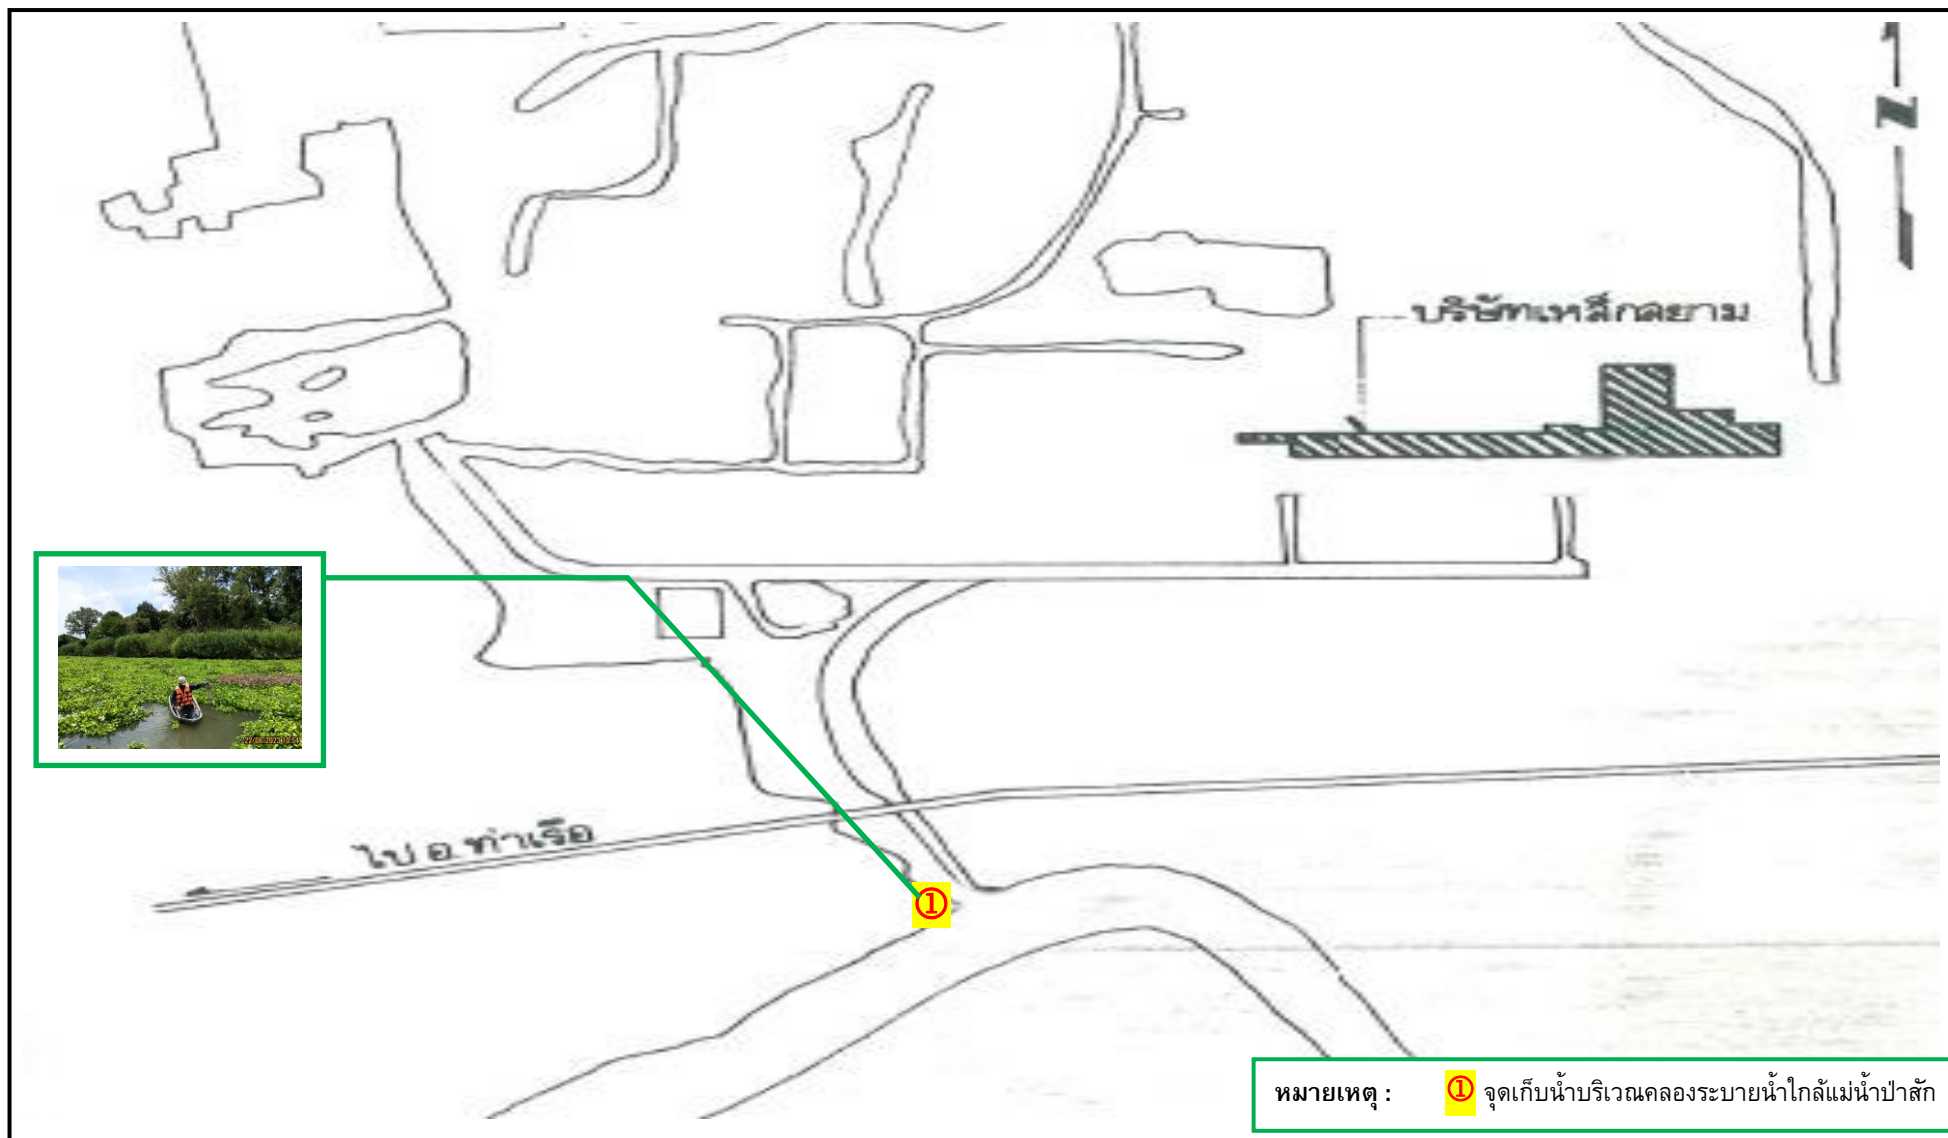 N
บริษัทเหล็กสยาม
ไป อ.ท่าเรือ
①
หมายเหตุ : ① จุดเก็บน้ำบริเวณคลองระบายน้ำใกล้แม่น้ำป่าสัก